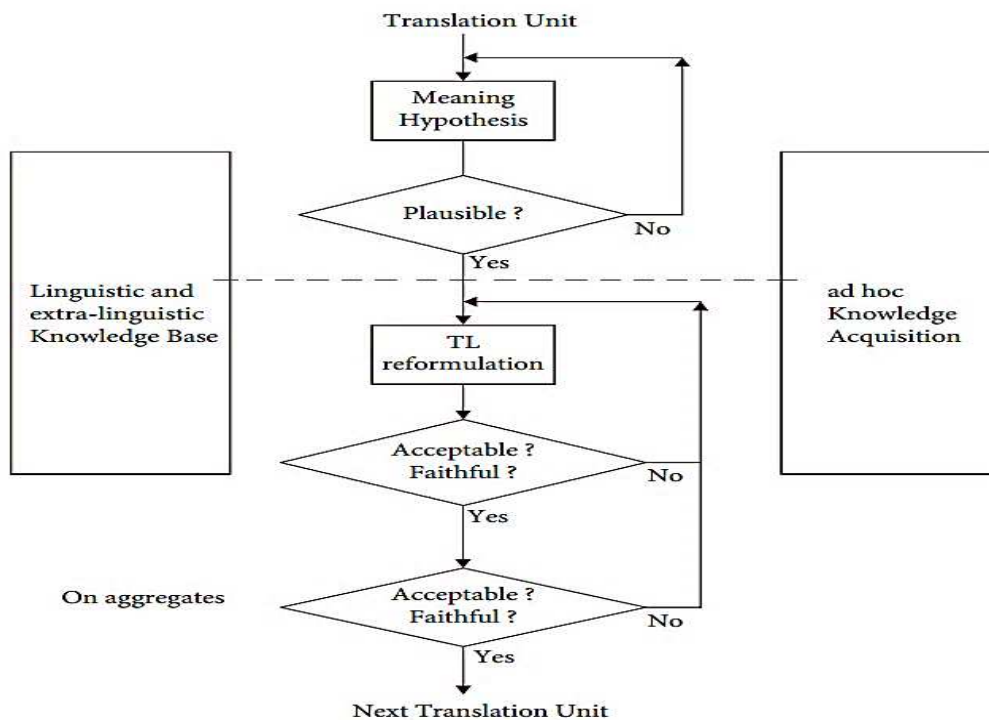 Translation Unit
Meaning
Hypothesis
Plausible ?
No
Yes
Linguistic and
extra-linguistic
Knowledge Base
ad hoc
Knowledge
Acquisition
TL
reformulation
Acceptable ?
Faithful ?
No
Yes
On aggregates
Acceptable ?
Faithful ?
No
Yes
Next Translation Unit